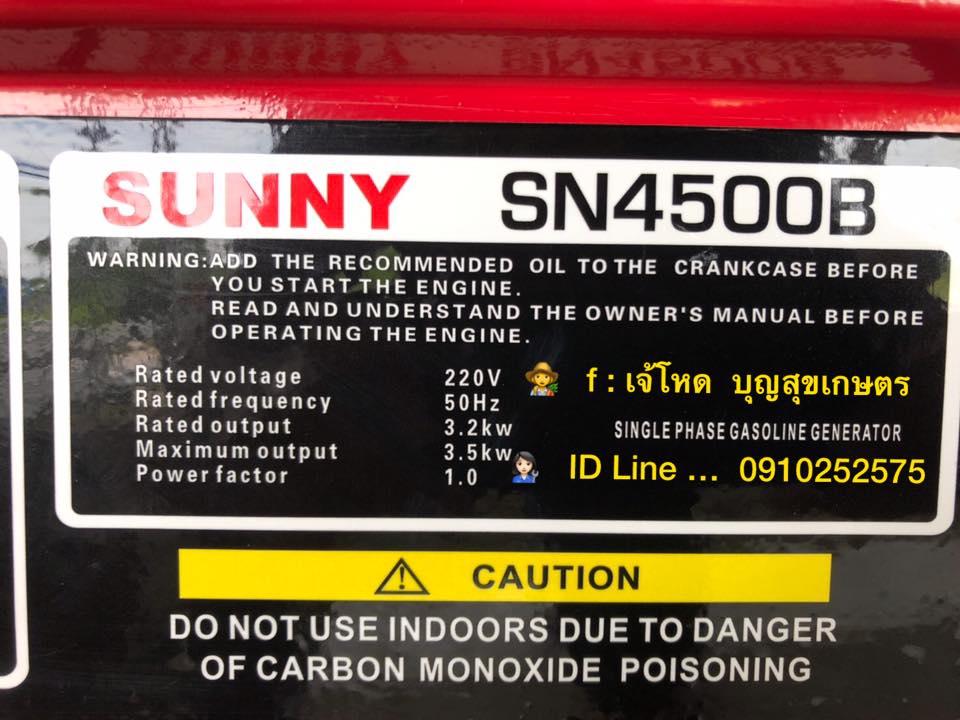 SUNNY SN4500B
WARNING:ADD THE RECOMMENDED OIL TO THE CRANKCASE BEFORE
YOU START THE ENGINE.
READ AND UNDERSTAND THE OWNER'S MANUAL BEFORE
OPERATING THE ENGINE.
Rated voltage 220V
Rated frequency 50Hz
Rated output 3.2kw
Maximum output 3.5kw
Power factor 1.0
f : เจ้โหด บุญสุขเกษตร
SINGLE PHASE GASOLINE GENERATOR
ID Line ... 0910252575
CAUTION
DO NOT USE INDOORS DUE TO DANGER
OF CARBON MONOXIDE POISONING